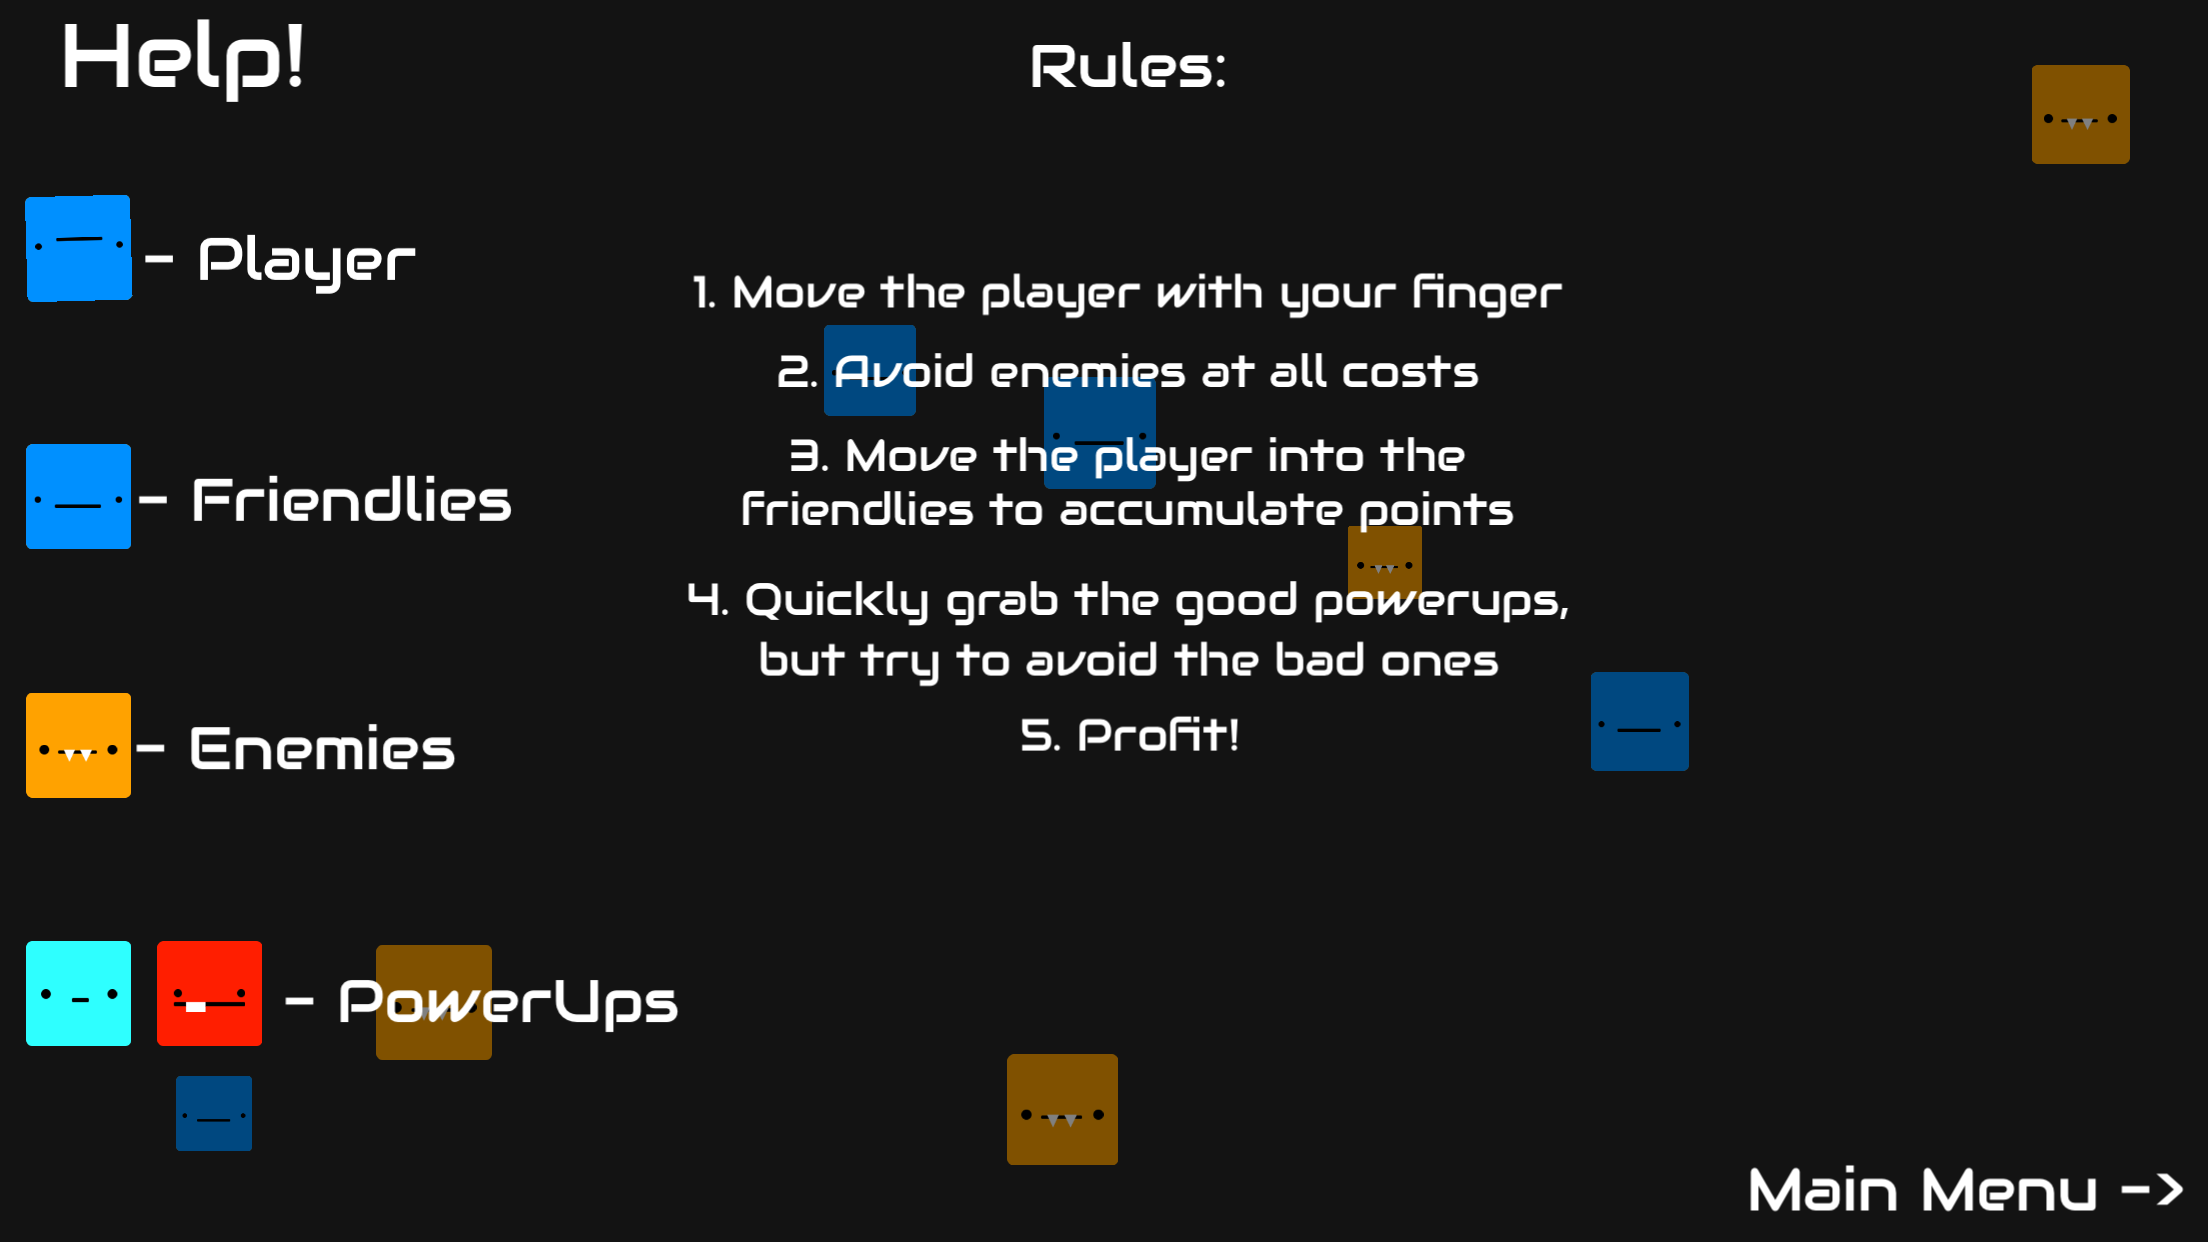 Help!
Rules:
- Player
- Friendlies
- Enemies
- PowerUps
1. Move the player with your finger
2. Avoid enemies at all costs
3. Move the player into the
friendlies to accumulate points
4. Quickly grab the good powerups,
but try to avoid the bad ones
5. Profit!
Main Menu ->